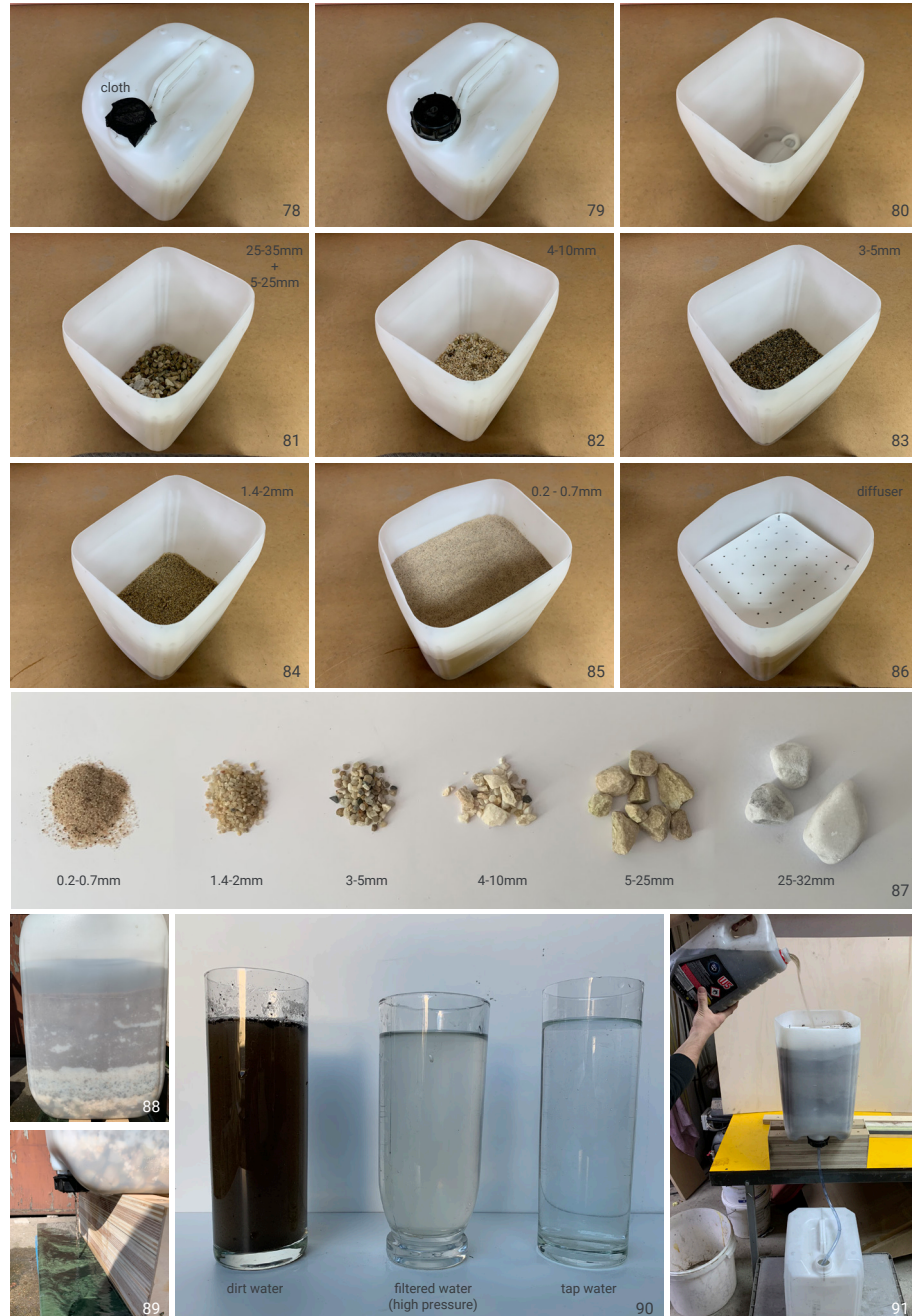 cloth
78
79
80
25-35mm
+
5-25mm
81
4-10mm
82
3-5mm
83
1.4-2mm
84
0.2 - 0.7mm
85
diffuser
86
0.2-0.7mm
1.4-2mm
3-5mm
4-10mm
5-25mm
25-32mm
87
88
89
dirt water
filtered water
(high pressure)
tap water
90
91